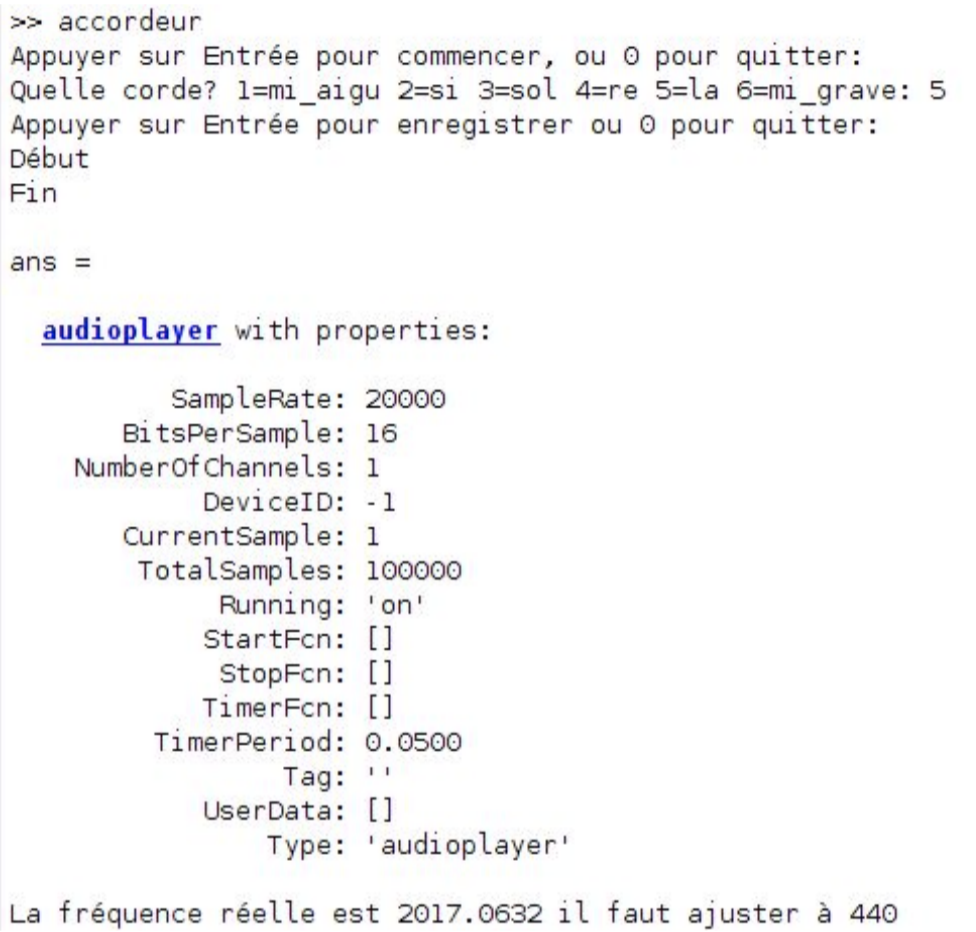 >> accordeur
Appuyer sur Entrée pour commencer, ou 0 pour quitter:
Quelle corde? 1=mi_aigu 2=si 3=sol 4=re 5=la 6=mi_grave: 5
Appuyer sur Entrée pour enregistrer ou 0 pour quitter:
Début
Fin
ans =
audioplayer with properties:
SampleRate: 20000
BitsPerSample: 16
NumberOfChannels: 1
DeviceID: -1
CurrentSample: 1
TotalSamples: 100000
Running: 'on'
StartFcn: []
StopFcn: []
TimerFcn: []
TimerPeriod: 0.0500
Tag: ''
UserData: []
Type: 'audioplayer'
La fréquence réelle est 2017.0632 il faut ajuster à 440